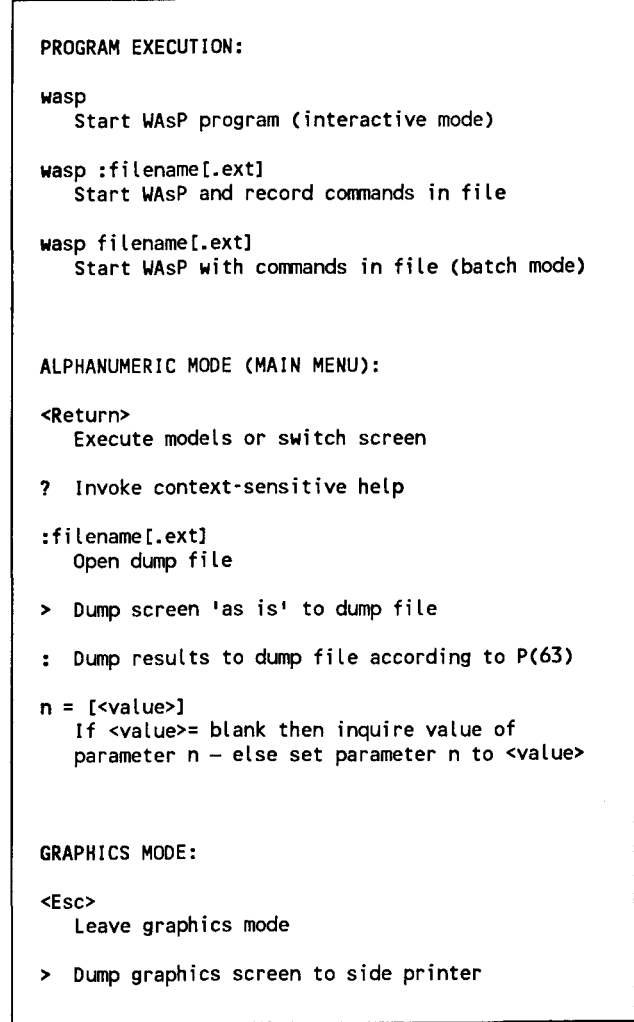 PROGRAM EXECUTION:
wasp
Start WAsP program (interactive mode)
wasp :filename[.ext]
Start WAsP and record commands in file
wasp filename[.ext]
Start WAsP with commands in file (batch mode)
ALPHANUMERIC MODE (MAIN MENU):
<Return>
Execute models or switch screen
? Invoke context-sensitive help
:filename[.ext]
Open dump file
> Dump screen 'as is' to dump file
: Dump results to dump file according to P(63)
n = [<value>]
If <value>= blank then inquire value of
parameter n – else set parameter n to <value>
GRAPHICS MODE:
<Esc>
Leave graphics mode
> Dump graphics screen to side printer